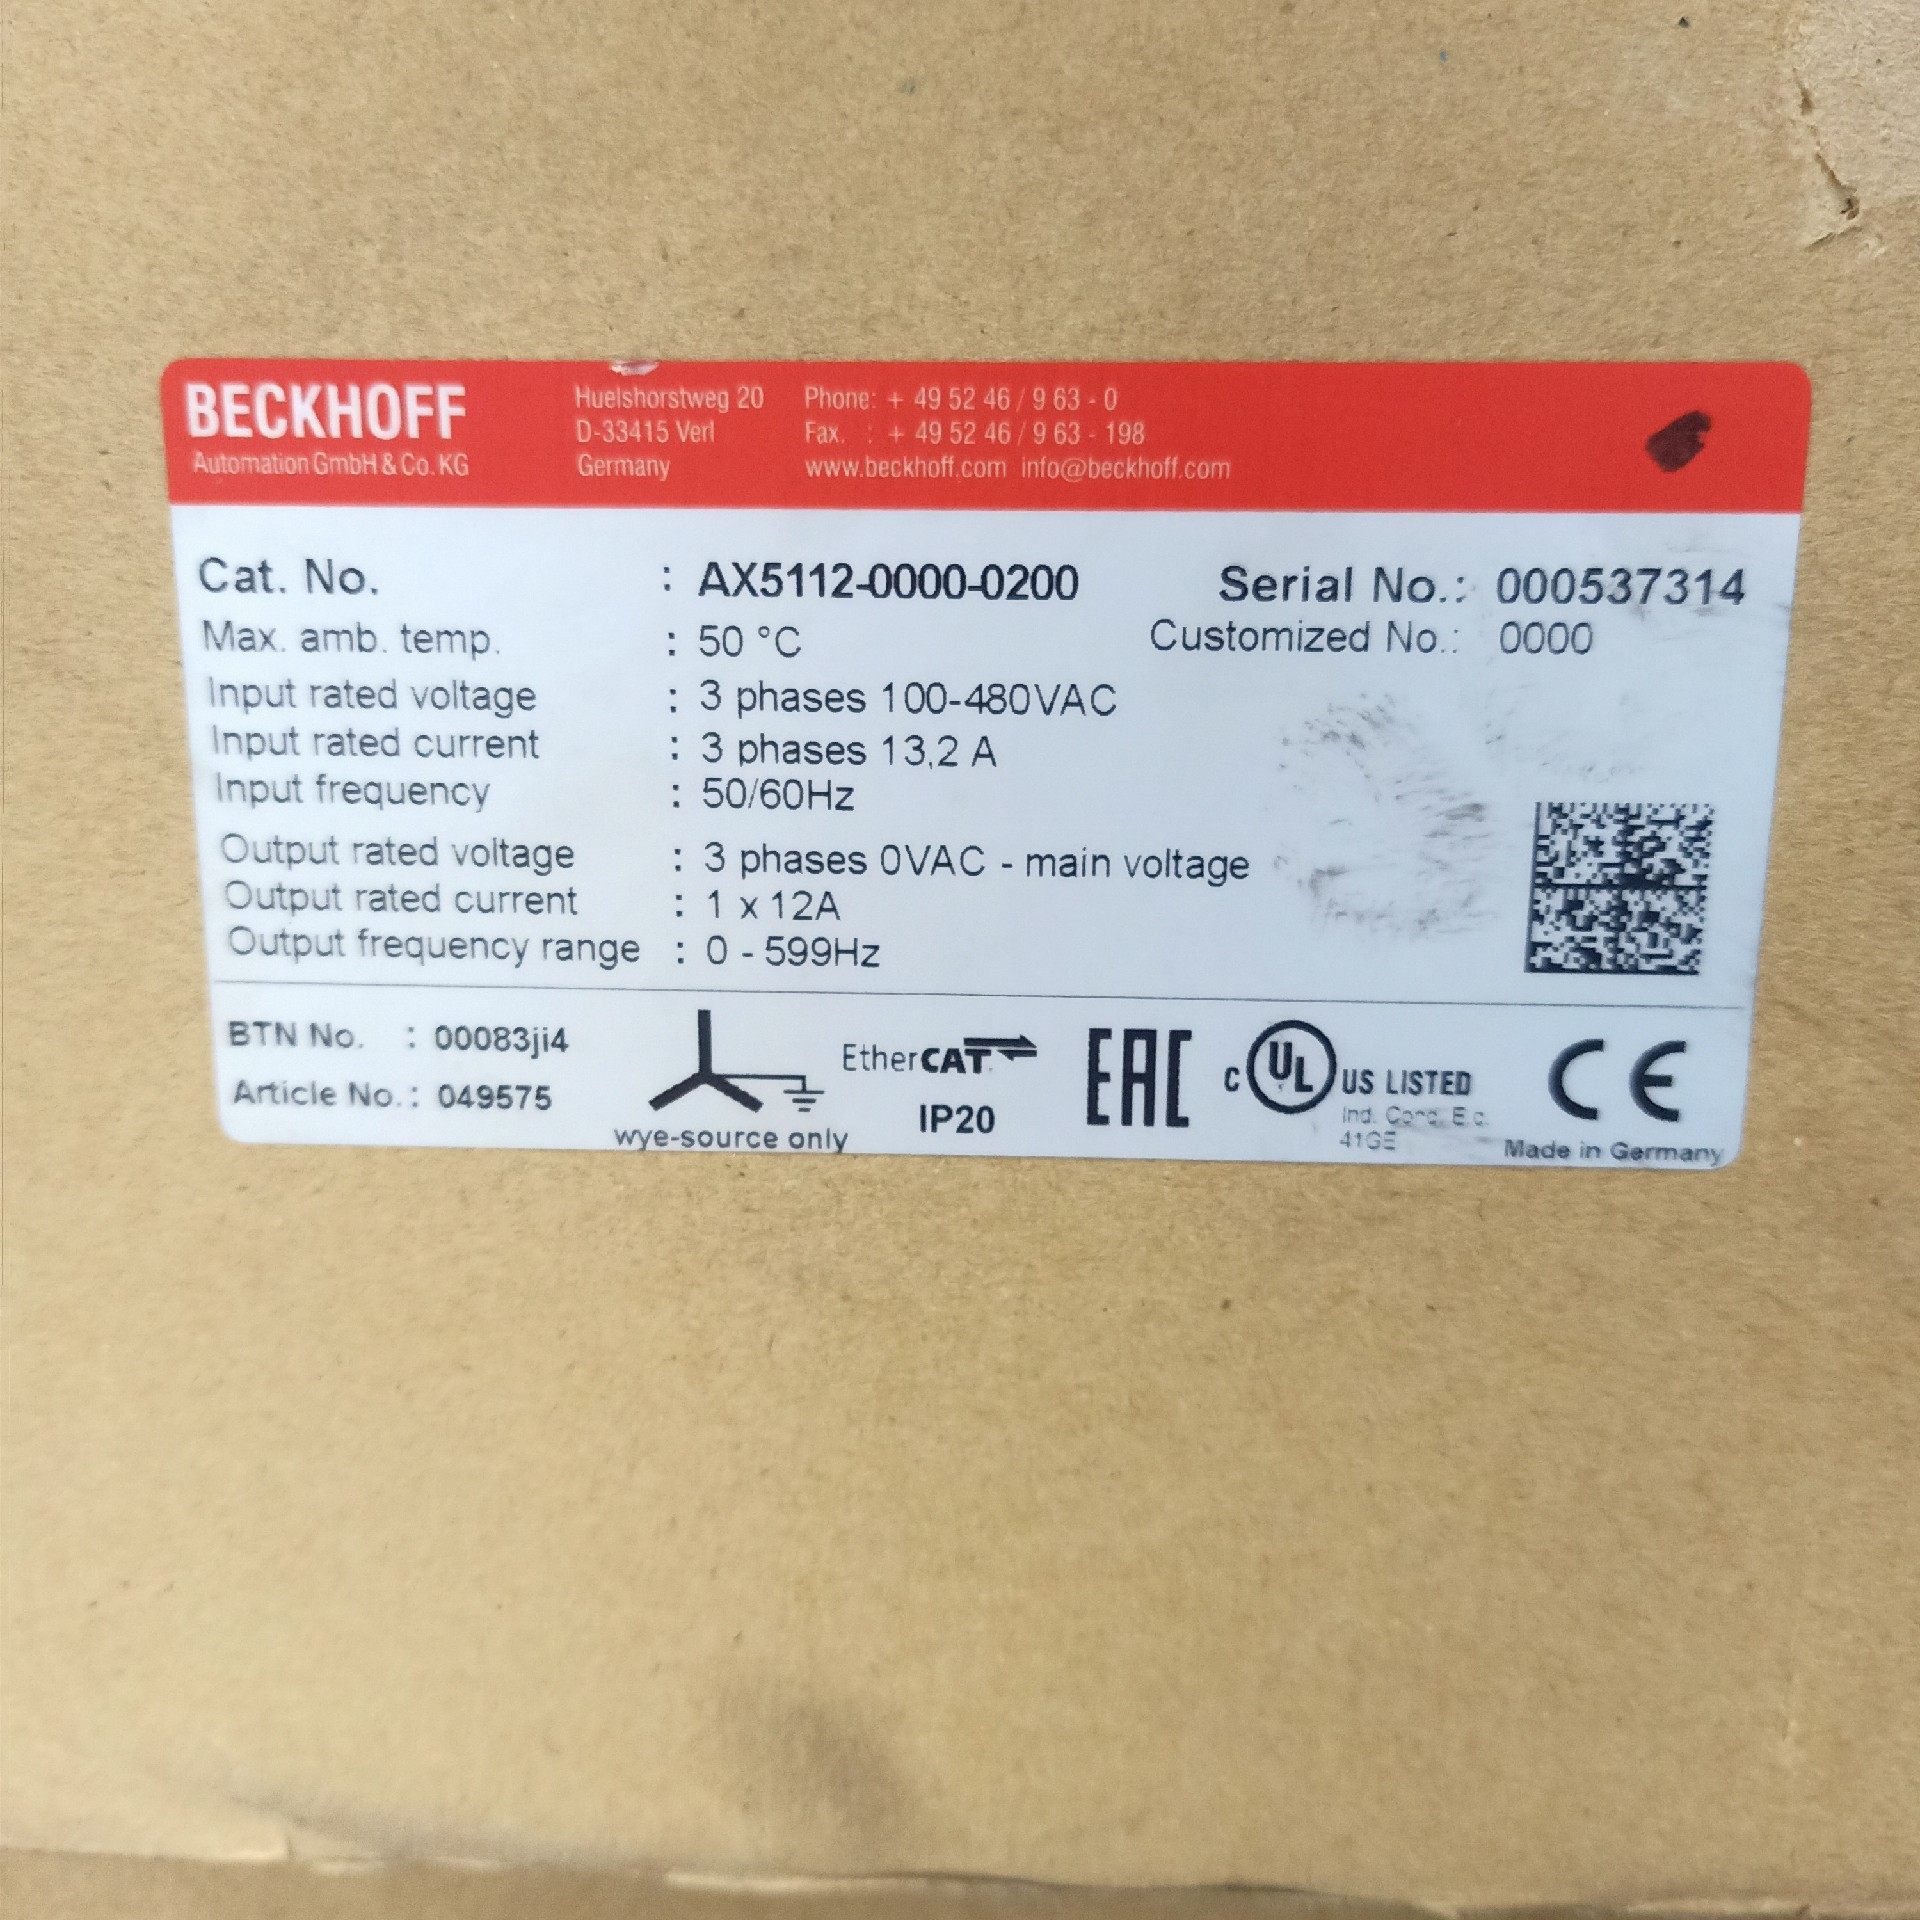 BECKHOFF
Automation GmbH & Co. KG
Huelshorstweg 20
D-33415 Verl
Germany
Phone: + 49 52 46 / 9 63 - 0
Fax. : + 49 52 46 / 9 63 - 198
www.beckhoff.com info@beckhoff.com
Cat. No. : AX5112-0000-0200
Serial No.: 000537314
Max. amb. temp. : 50 °C
Customized No.: 0000
Input rated voltage : 3 phases 100-480VAC
Input rated current : 3 phases 13,2 A
Input frequency : 50/60Hz
Output rated voltage : 3 phases 0VAC - main voltage
Output rated current : 1 x 12A
Output frequency range : 0 - 599Hz
BTN No. : 00083ji4
Article No.: 049575
wye-source only
EtherCAT
IP20
EAC
c UL US LISTED
Ind. Cont. Eq.
41GE
CE
Made in Germany